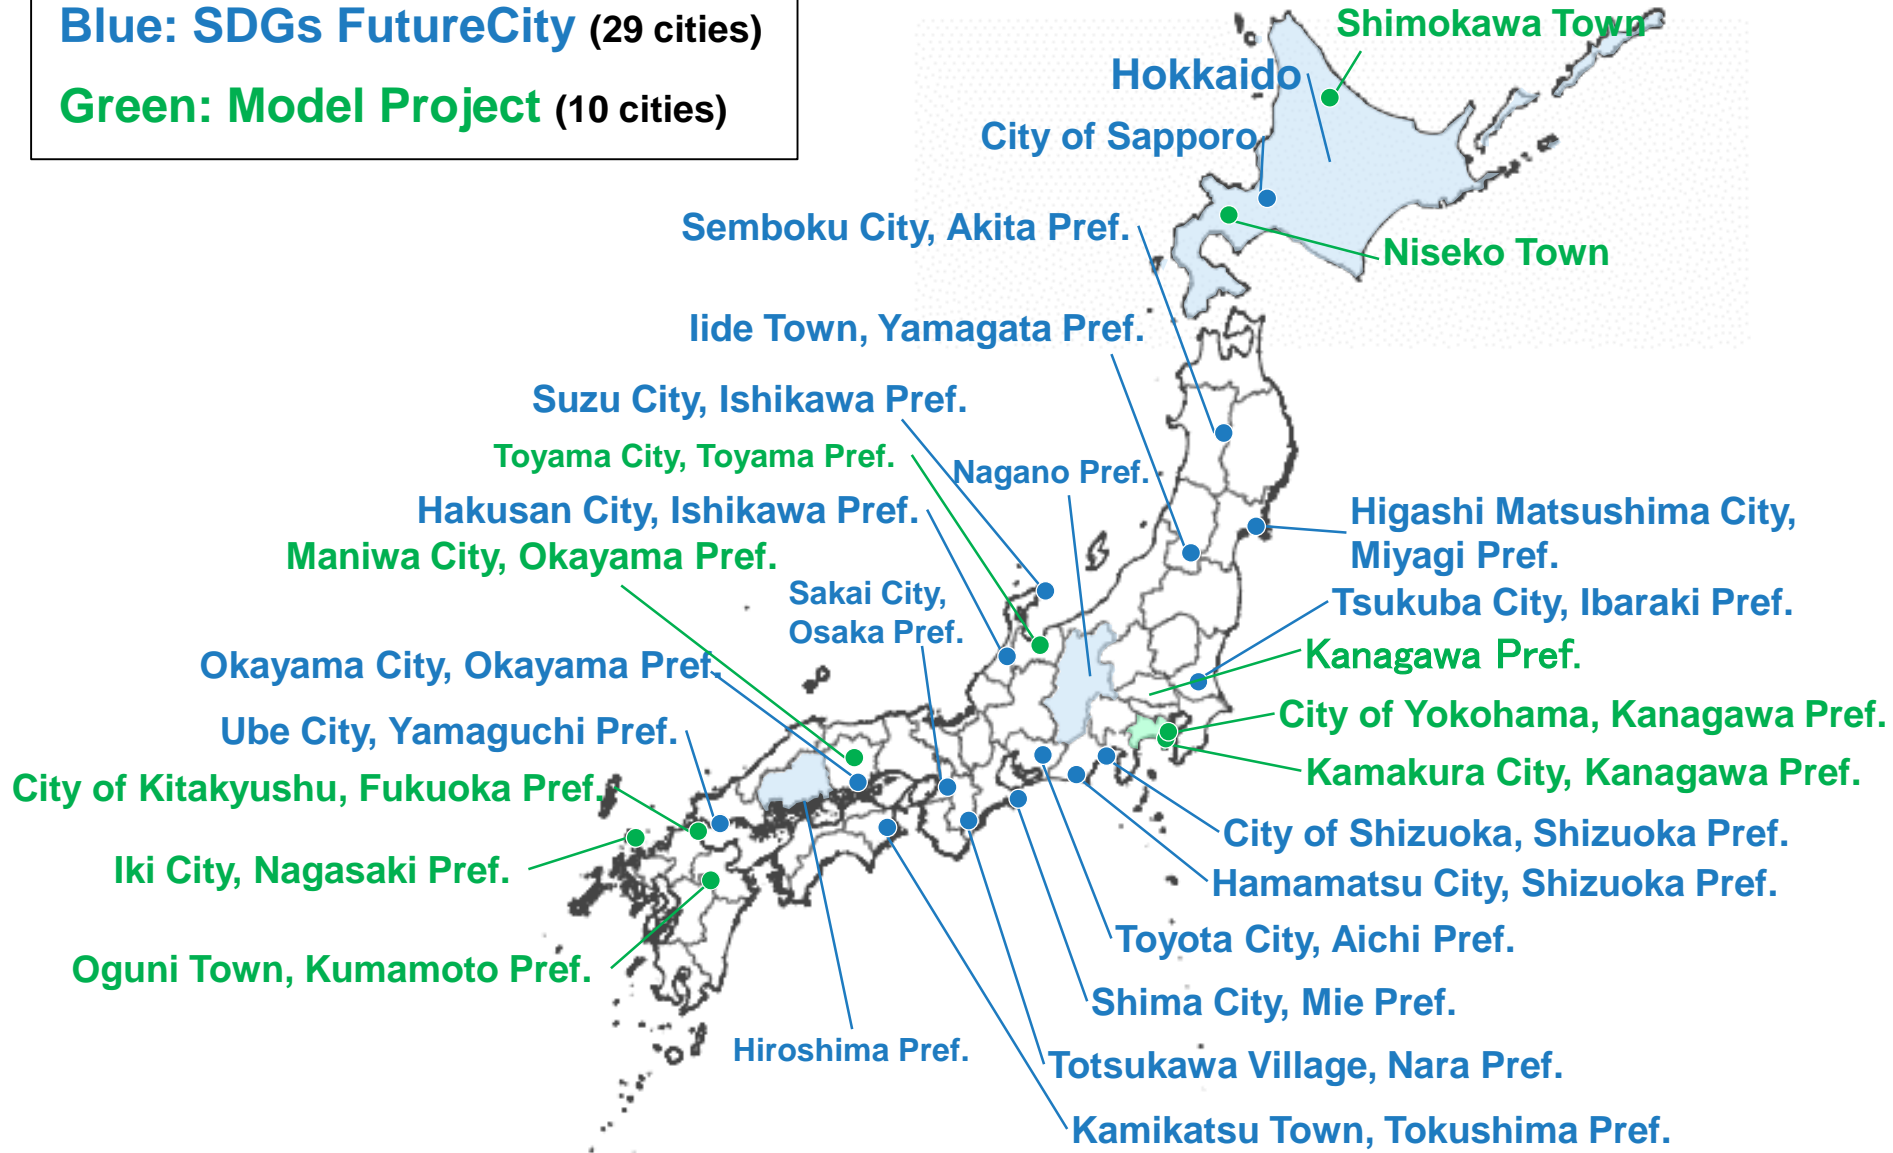 Blue: SDGs FutureCity (29 cities)
Green: Model Project (10 cities)
Shimokawa Town
Hokkaido
City of Sapporo
Semboku City, Akita Pref.
Niseko Town
Iide Town, Yamagata Pref.
Suzu City, Ishikawa Pref.
Toyama City, Toyama Pref.
Nagano Pref.
Hakusan City, Ishikawa Pref.
Higashi Matsushima City,
Miyagi Pref.
Maniwa City, Okayama Pref.
Sakai City,
Osaka Pref.
Tsukuba City, Ibaraki Pref.
Kanagawa Pref.
Okayama City, Okayama Pref.
City of Yokohama, Kanagawa Pref.
Ube City, Yamaguchi Pref.
Kamakura City, Kanagawa Pref.
City of Kitakyushu, Fukuoka Pref.
City of Shizuoka, Shizuoka Pref.
Iki City, Nagasaki Pref.
Hamamatsu City, Shizuoka Pref.
Toyota City, Aichi Pref.
Oguni Town, Kumamoto Pref.
Shima City, Mie Pref.
Hiroshima Pref.
Totsukawa Village, Nara Pref.
Kamikatsu Town, Tokushima Pref.